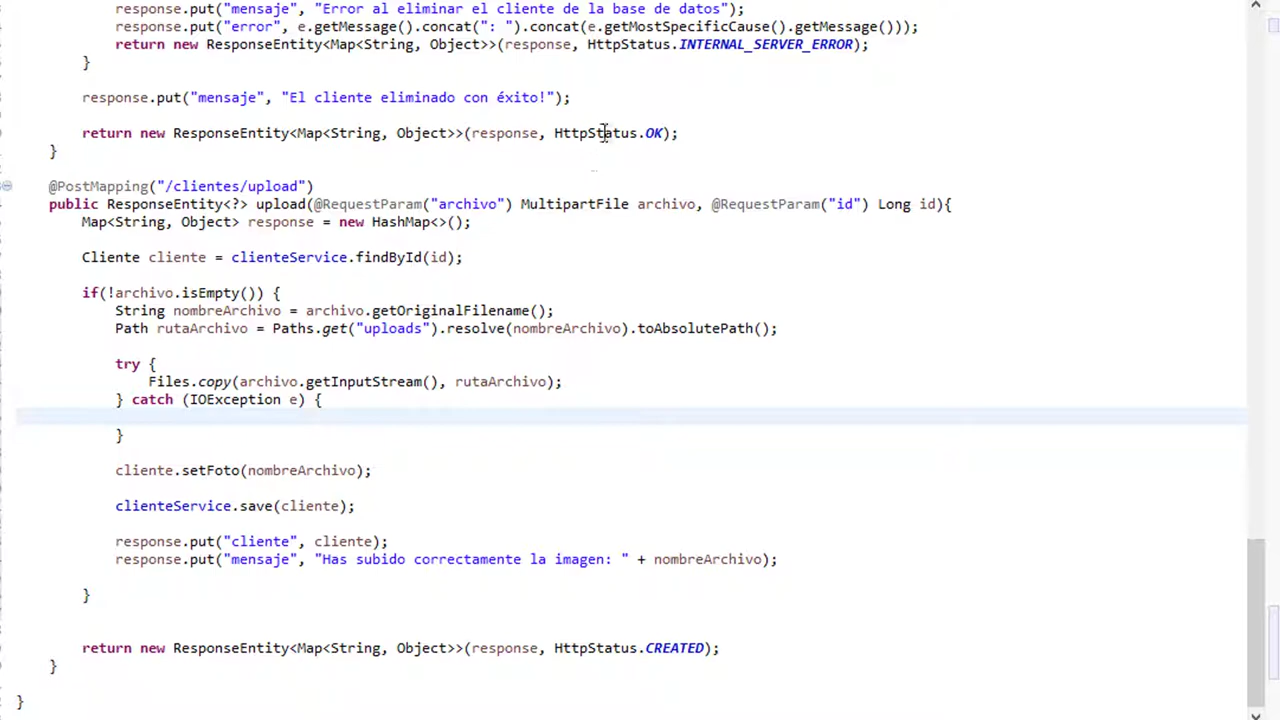 response.put("mensaje", "Error al eliminar el cliente de la base de datos");
response.put("error", e.getMessage().concat(": ").concat(e.getMostSpecificCause().getMessage()));
return new ResponseEntity<Map<String, Object>>(response, HttpStatus.INTERNAL_SERVER_ERROR);
}
response.put("mensaje", "El cliente eliminado con éxito!");
return new ResponseEntity<Map<String, Object>>(response, HttpStatus.OK);
}
@PostMapping("/clientes/upload")
public ResponseEntity<?> upload(@RequestParam("archivo") MultipartFile archivo, @RequestParam("id") Long id){
Map<String, Object> response = new HashMap<>();
Cliente cliente = clienteService.findById(id);
if(!archivo.isEmpty()) {
String nombreArchivo = archivo.getOriginalFilename();
Path rutaArchivo = Paths.get("uploads").resolve(nombreArchivo).toAbsolutePath();
try {
Files.copy(archivo.getInputStream(), rutaArchivo);
} catch (IOException e) {
}
cliente.setFoto(nombreArchivo);
clienteService.save(cliente);
response.put("cliente", cliente);
response.put("mensaje", "Has subido correctamente la imagen: " + nombreArchivo);
}
return new ResponseEntity<Map<String, Object>>(response, HttpStatus.CREATED);
}
}